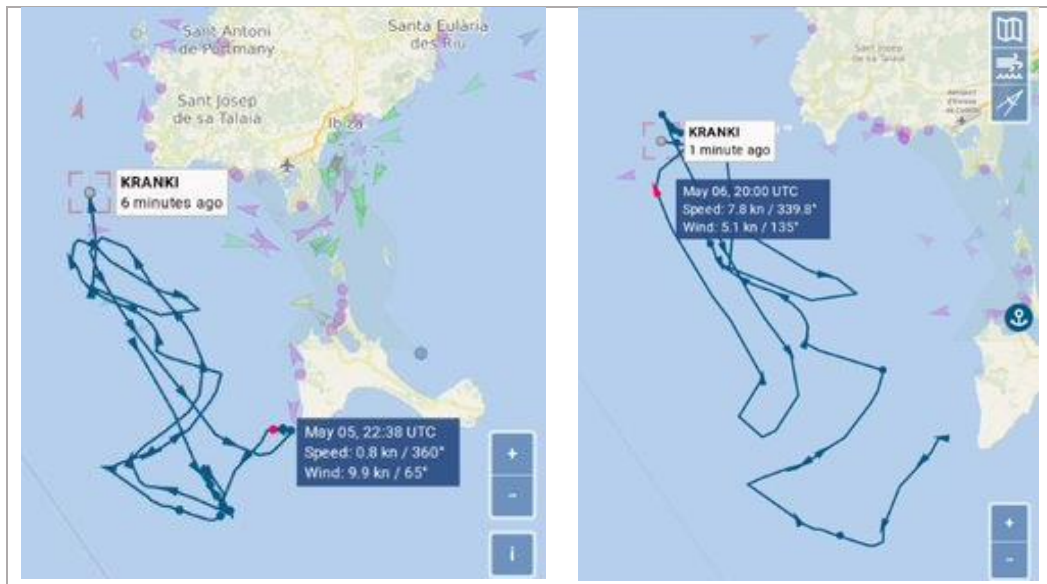 Sant Antoni
de Portmany
Santa Eulària
des Riu
Sant Josep
de sa Talaia
Ibiza
KRANKI
6 minutes ago
May 05, 22:38 UTC
Speed: 0.8 kn / 360°
Wind: 9.9 kn / 65°
+
−
i
Sant Josep
de sa Talaia
KRANKI
1 minute ago
May 06, 20:00 UTC
Speed: 7.8 kn / 339.8°
Wind: 5.1 kn / 135°
+
−